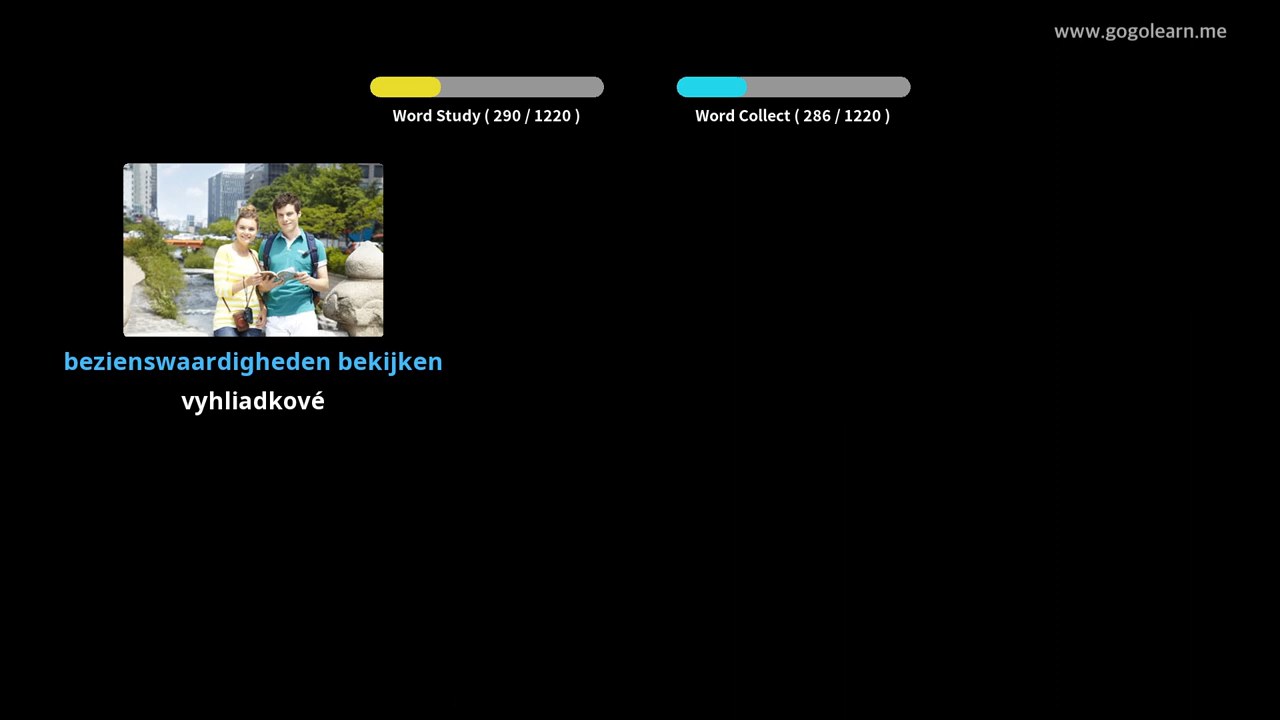 www.gogolearn.me
Word Study ( 290 / 1220 )
Word Collect ( 286 / 1220 )
bezienswaardigheden bekijken
vyhliadkové